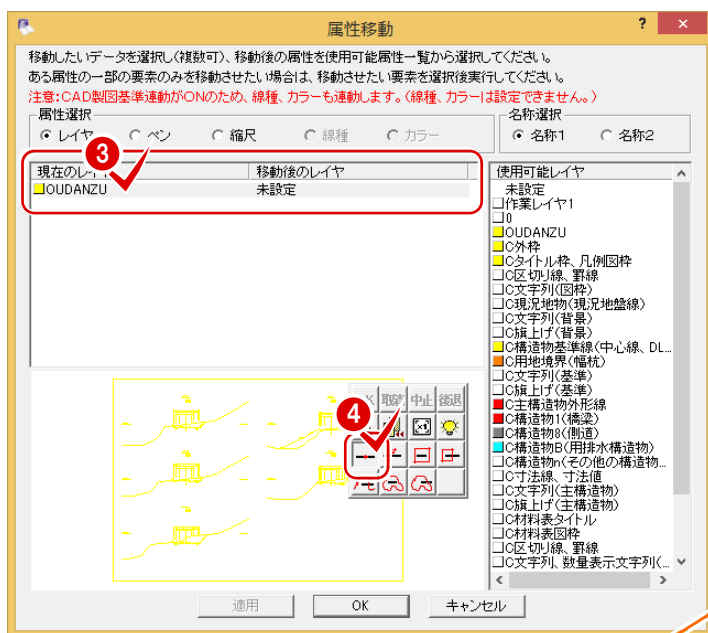 属性移動
? ×
移動したいデータを選択し(複数可)、移動後の属性を使用可能属性一覧から選択してください。
ある属性の一部の要素のみを移動させたい場合は、移動させたい要素を選択後実行してください。
注意:CAD製図基準連動がONのため、線種、カラーも連動します。(線種、カラーは設定できません。)
属性選択
レイヤ ペン 縮尺 線種 カラー
名称選択
名称1 名称2
3
現在のレイヤ 移動後のレイヤ
OUDANZU 未設定
使用可能レイヤ
未設定
作業レイヤ1
0
OUDANZU
C外枠
Cタイトル枠、凡例図枠
C区切り線、罫線
C文字列(図枠)
C現況地物(現況地盤線)
C文字列(背景)
C旗上げ(背景)
C構造物基準線(中心線、DL...
C用地境界(幅杭)
C文字列(基準)
C旗上げ(基準)
C主構造物外形線
C構造物1(橋梁)
C構造物8(側道)
C構造物B(用排水構造物)
C構造物n(その他の構造物...
C寸法線、寸法値
C文字列(主構造物)
C旗上げ(主構造物)
C材料表タイトル
C材料表図枠
C区切り線、罫線
C文字列、数量表示文字列(...
取消 中止 後退
4
×1
適用 OK キャンセル